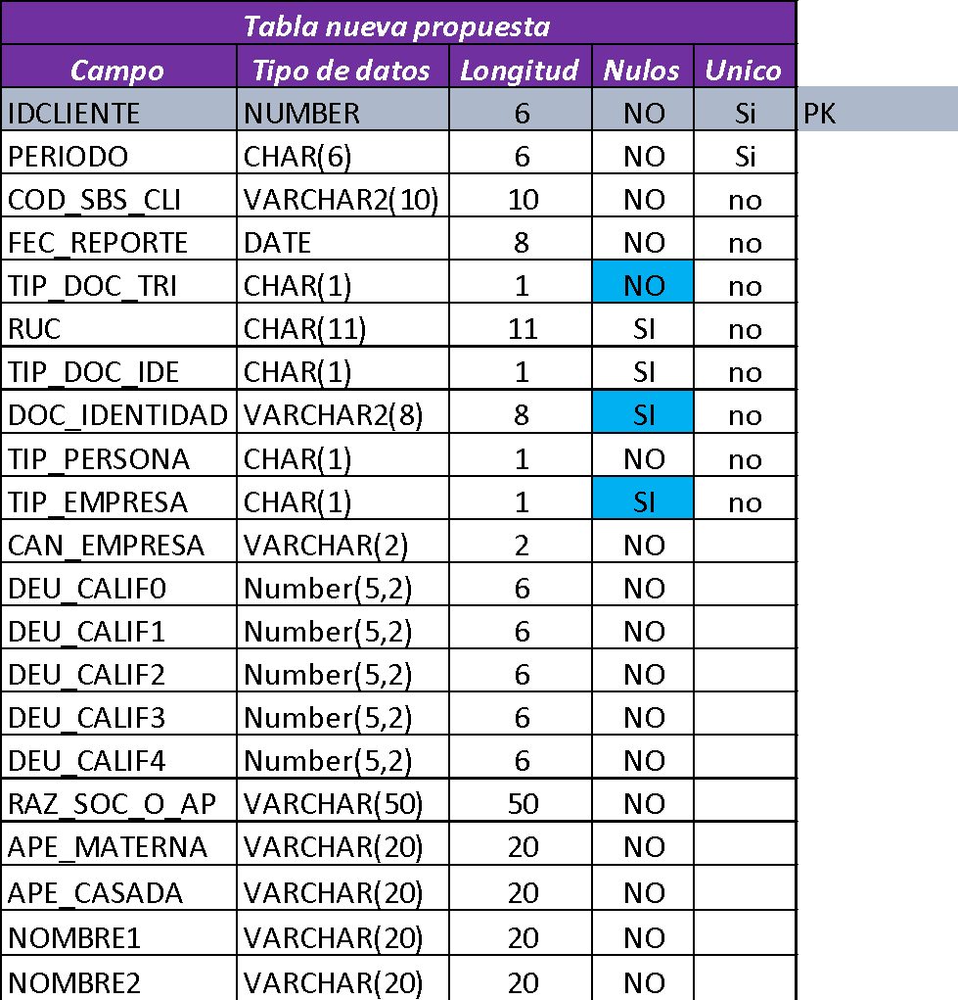 Tabla nueva propuesta
Campo Tipo de datos Longitud Nulos Unico
IDCLIENTE NUMBER 6 NO Si PK
PERIODO CHAR(6) 6 NO Si
COD_SBS_CLI VARCHAR2(10) 10 NO no
FEC_REPORTE DATE 8 NO no
TIP_DOC_TRI CHAR(1) 1 NO no
RUC CHAR(11) 11 SI no
TIP_DOC_IDE CHAR(1) 1 SI no
DOC_IDENTIDAD VARCHAR2(8) 8 SI no
TIP_PERSONA CHAR(1) 1 NO no
TIP_EMPRESA CHAR(1) 1 SI no
CAN_EMPRESA VARCHAR(2) 2 NO
DEU_CALIF0 Number(5,2) 6 NO
DEU_CALIF1 Number(5,2) 6 NO
DEU_CALIF2 Number(5,2) 6 NO
DEU_CALIF3 Number(5,2) 6 NO
DEU_CALIF4 Number(5,2) 6 NO
RAZ_SOC_O_AP VARCHAR(50) 50 NO
APE_MATERNA VARCHAR(20) 20 NO
APE_CASADA VARCHAR(20) 20 NO
NOMBRE1 VARCHAR(20) 20 NO
NOMBRE2 VARCHAR(20) 20 NO